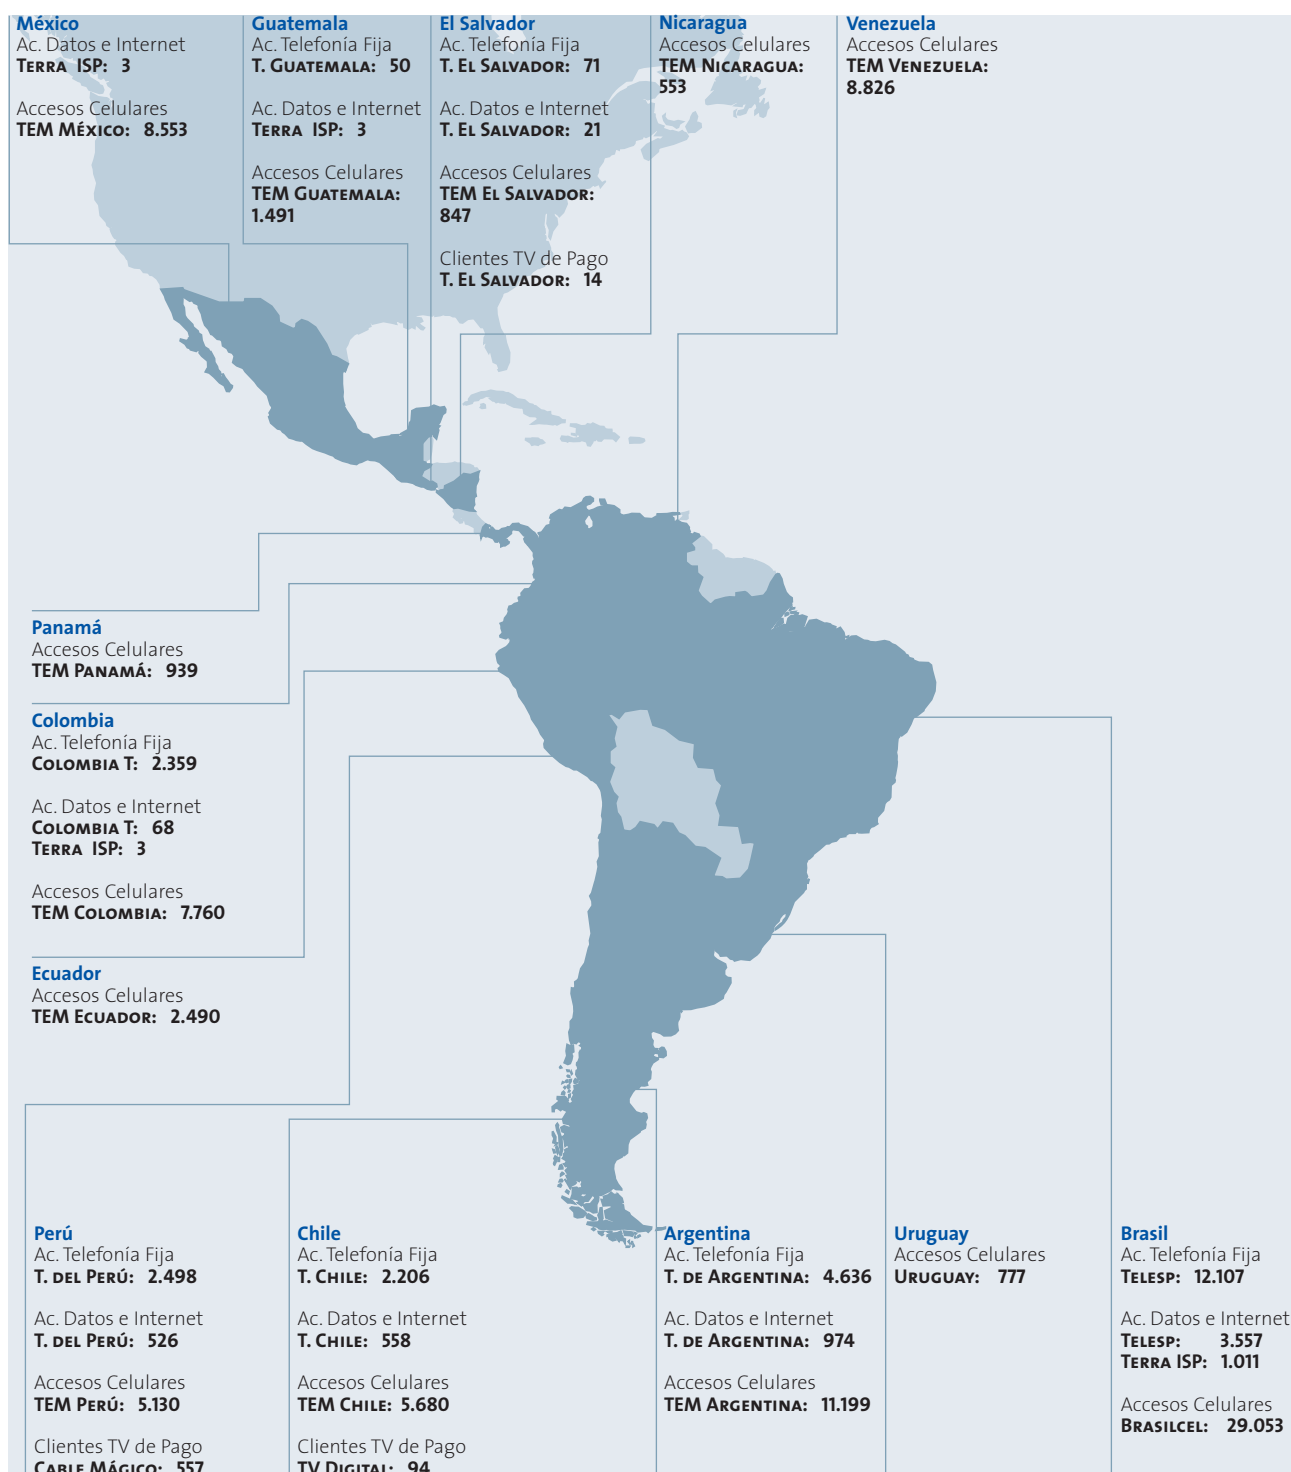 México
Ac. Datos e Internet
TERRA ISP: 3
Accesos Celulares
TEM MÉXICO: 8.553
Guatemala
Ac. Telefonía Fija
T. GUATEMALA: 50
Ac. Datos e Internet
TERRA ISP: 3
Accesos Celulares
TEM GUATEMALA:
1.491
El Salvador
Ac. Telefonía Fija
T. EL SALVADOR: 71
Ac. Datos e Internet
T. EL SALVADOR: 21
Accesos Celulares
TEM EL SALVADOR:
847
Clientes TV de Pago
T. EL SALVADOR: 14
Nicaragua
Accesos Celulares
TEM NICARAGUA:
553
Venezuela
Accesos Celulares
TEM VENEZUELA:
8.826
Panamá
Accesos Celulares
TEM PANAMÁ: 939
Colombia
Ac. Telefonía Fija
COLOMBIA T: 2.359
Ac. Datos e Internet
COLOMBIA T: 68
TERRA ISP: 3
Accesos Celulares
TEM COLOMBIA: 7.760
Ecuador
Accesos Celulares
TEM ECUADOR: 2.490
Perú
Ac. Telefonía Fija
T. DEL PERÚ: 2.498
Ac. Datos e Internet
T. DEL PERÚ: 526
Accesos Celulares
TEM PERÚ: 5.130
Clientes TV de Pago
CABLE MÁGICO: 557
Chile
Ac. Telefonía Fija
T. CHILE: 2.206
Ac. Datos e Internet
T. CHILE: 558
Accesos Celulares
TEM CHILE: 5.680
Clientes TV de Pago
TV DIGITAL: 94
Argentina
Ac. Telefonía Fija
T. DE ARGENTINA: 4.636
Ac. Datos e Internet
T. DE ARGENTINA: 974
Accesos Celulares
TEM ARGENTINA: 11.199
Uruguay
Accesos Celulares
URUGUAY: 777
Brasil
Ac. Telefonía Fija
TELESP: 12.107
Ac. Datos e Internet
TELESP: 3.557
TERRA ISP: 1.011
Accesos Celulares
BRASILCEL: 29.053